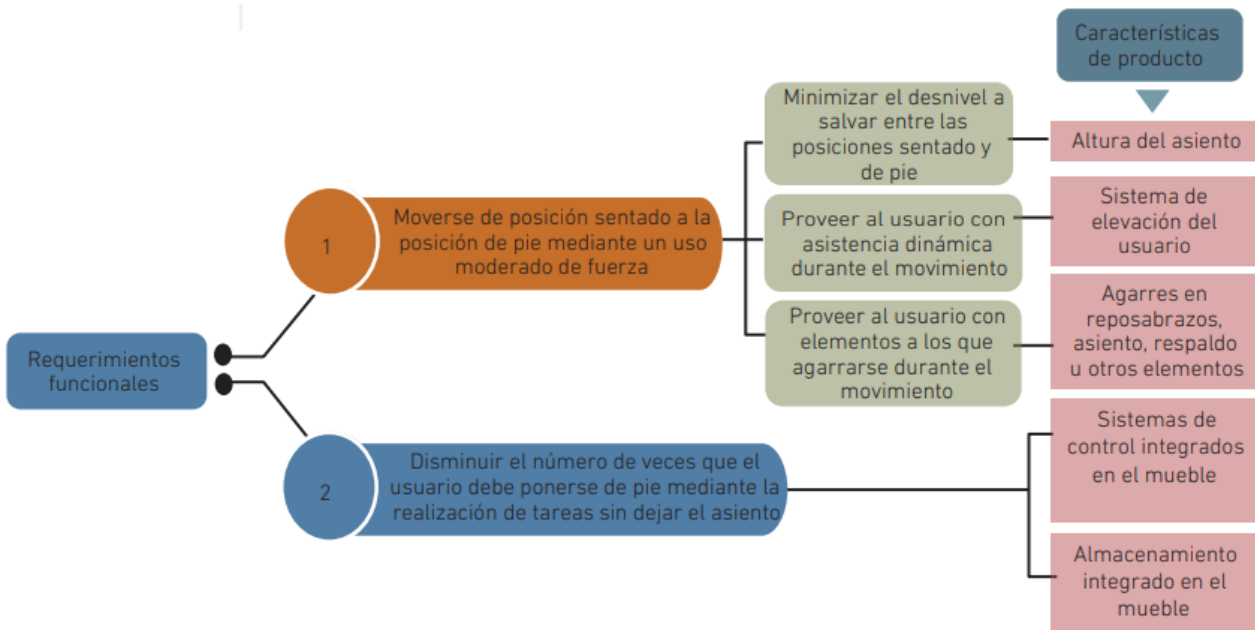 Características
de producto
Minimizar el desnivel a
salvar entre las
posiciones sentado y
de pie
Altura del asiento
1
Moverse de posición sentado a la
posición de pie mediante un uso
moderado de fuerza
Proveer al usuario con
asistencia dinámica
durante el movimiento
Sistema de
elevación del
usuario
Proveer al usuario con
elementos a los que
agarrarse durante el
movimiento
Agarres en
reposabrazos,
asiento, respaldo
u otros elementos
Requerimientos
funcionales
2
Disminuir el número de veces que el
usuario debe ponerse de pie mediante la
realización de tareas sin dejar el asiento
Sistemas de
control integrados
en el mueble
Almacenamiento
integrado en el
mueble